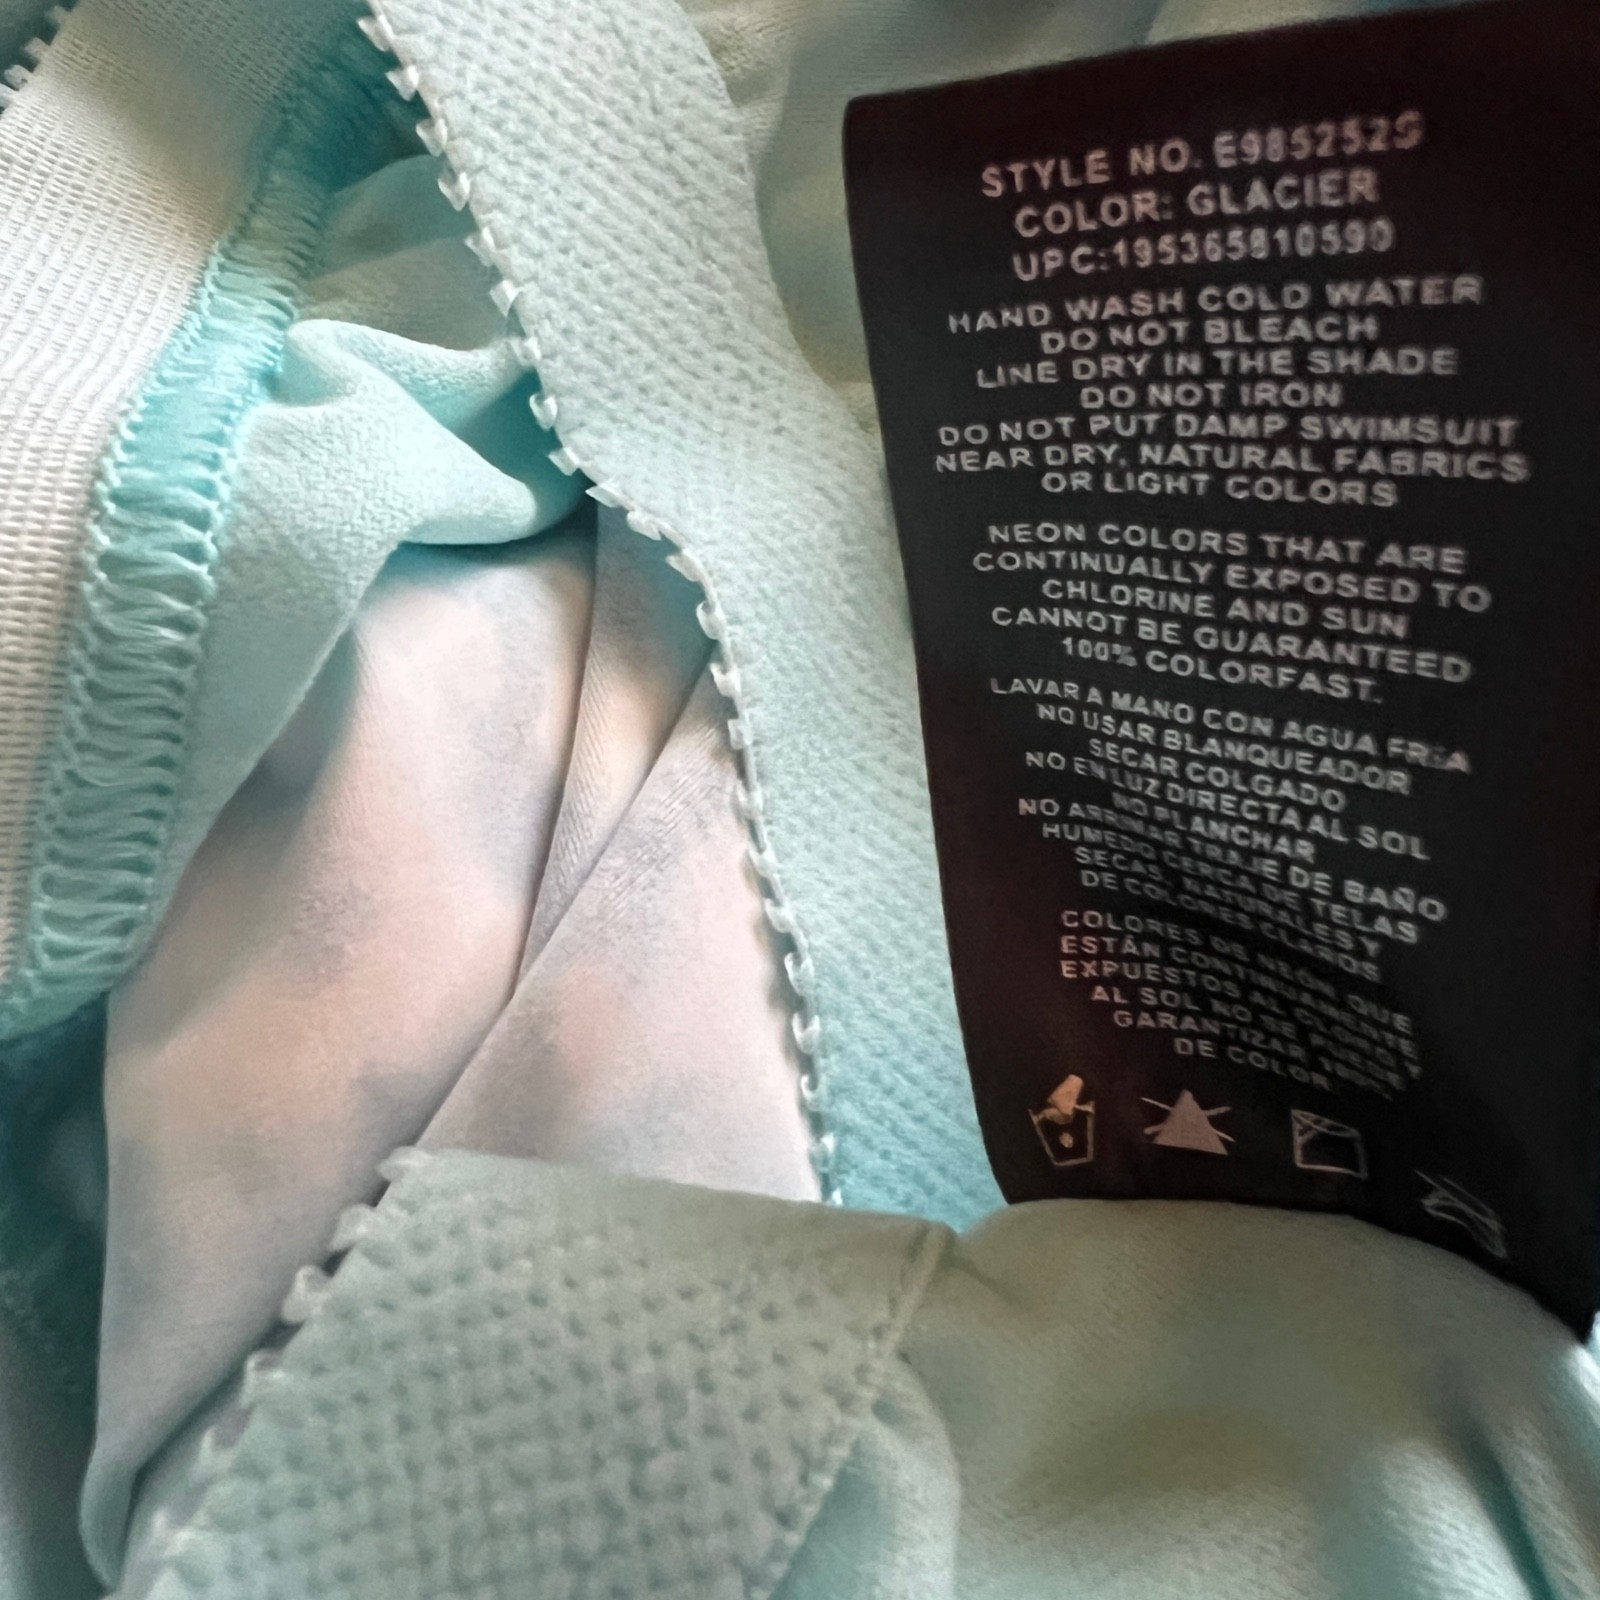 STYLE NO. E985252S
COLOR: GLACIER
UPC:195365810590
HAND WASH COLD WATER
DO NOT BLEACH
LINE DRY IN THE SHADE
DO NOT IRON
DO NOT PUT DAMP SWIMSUIT
NEAR DRY, NATURAL FABRICS
OR LIGHT COLORS
NEON COLORS THAT ARE
CONTINUALLY EXPOSED TO
CHLORINE AND SUN
CANNOT BE GUARANTEED
100% COLORFAST.
LAVAR A MANO CON AGUA FRIA
NO USAR BLANQUEADOR
SECAR COLGADO
NO EN LUZ DIRECTA AL SOL
NO PLANCHAR
NO ARRIMAR TRAJE DE BAÑO
HUMEDO CERCA DE TELAS
SECAS, NATURALES Y
DE COLORES CLAROS
COLORES DE NEON, QUE
ESTÁN CONTINUAMENTE
EXPUESTOS AL CLORO Y
AL SOL NO SE PUEDE
GARANTIZAR 100%
DE COLOR.